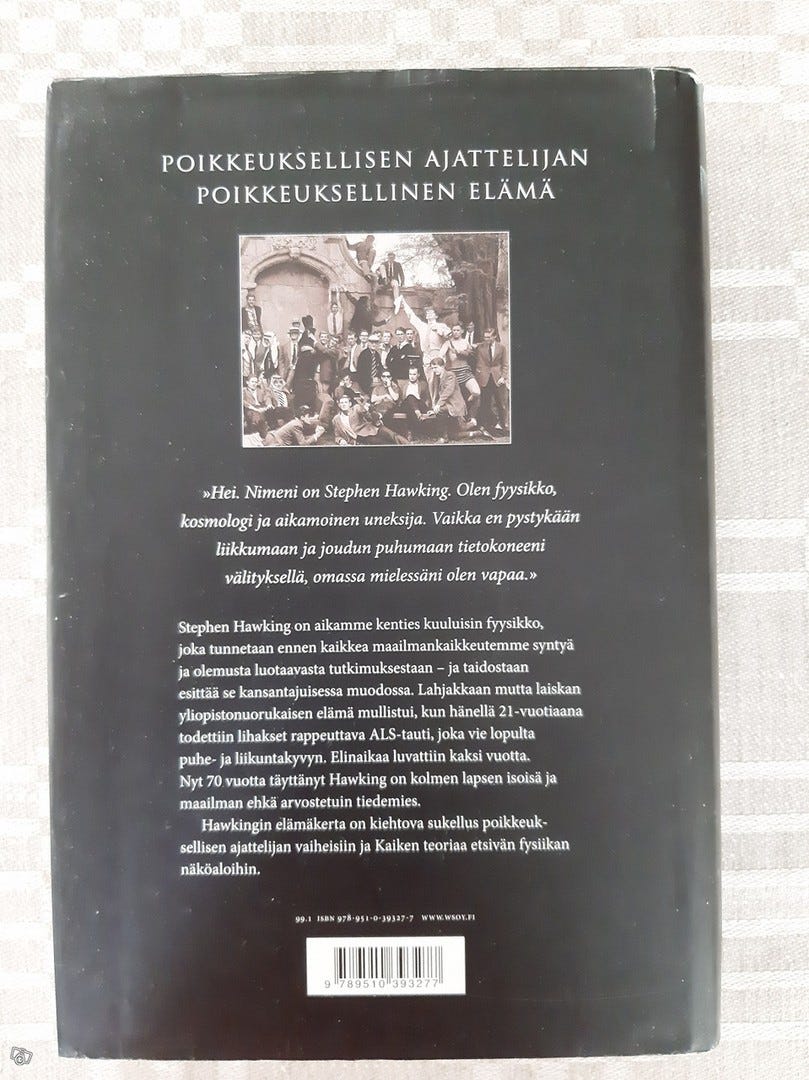 POIKKEUKSELLISEN AJATTELIJAN
POIKKEUKSELLINEN ELÄMÄ
»Hei. Nimeni on Stephen Hawking. Olen fyysikko,
kosmologi ja aikamoinen uneksija. Vaikka en pystykään
liikkumaan ja joudun puhumaan tietokoneeni
välityksellä, omassa mielessäni olen vapaa.»
Stephen Hawking on aikamme kenties kuuluisin fyysikko,
joka tunnetaan ennen kaikkea maailmankaikkeutemme syntyä
ja olemusta luotaavasta tutkimuksestaan – ja taidostaan
esittää se kansantajuisessa muodossa. Lahjakkaan mutta laiskan
yliopistonuorukaisen elämä mullistui, kun hänellä 21-vuotiaana
todettiin lihakset rappeuttava ALS-tauti, joka vie lopulta
puhe- ja liikuntakyvyn. Elinaikaa luvattiin kaksi vuotta.
Nyt 70 vuotta täyttänyt Hawking on kolmen lapsen isoisä ja
maailman ehkä arvostetuin tiedemies.
Hawkingin elämäkerta on kiehtova sukellus poikkeuk-
sellisen ajattelijan vaiheisiin ja Kaiken teoriaa etsivän fysiikan
näköaloihin.
99.1 ISBN 978-951-0-39327-7 WWW.WSOY.FI
9 789510 393277